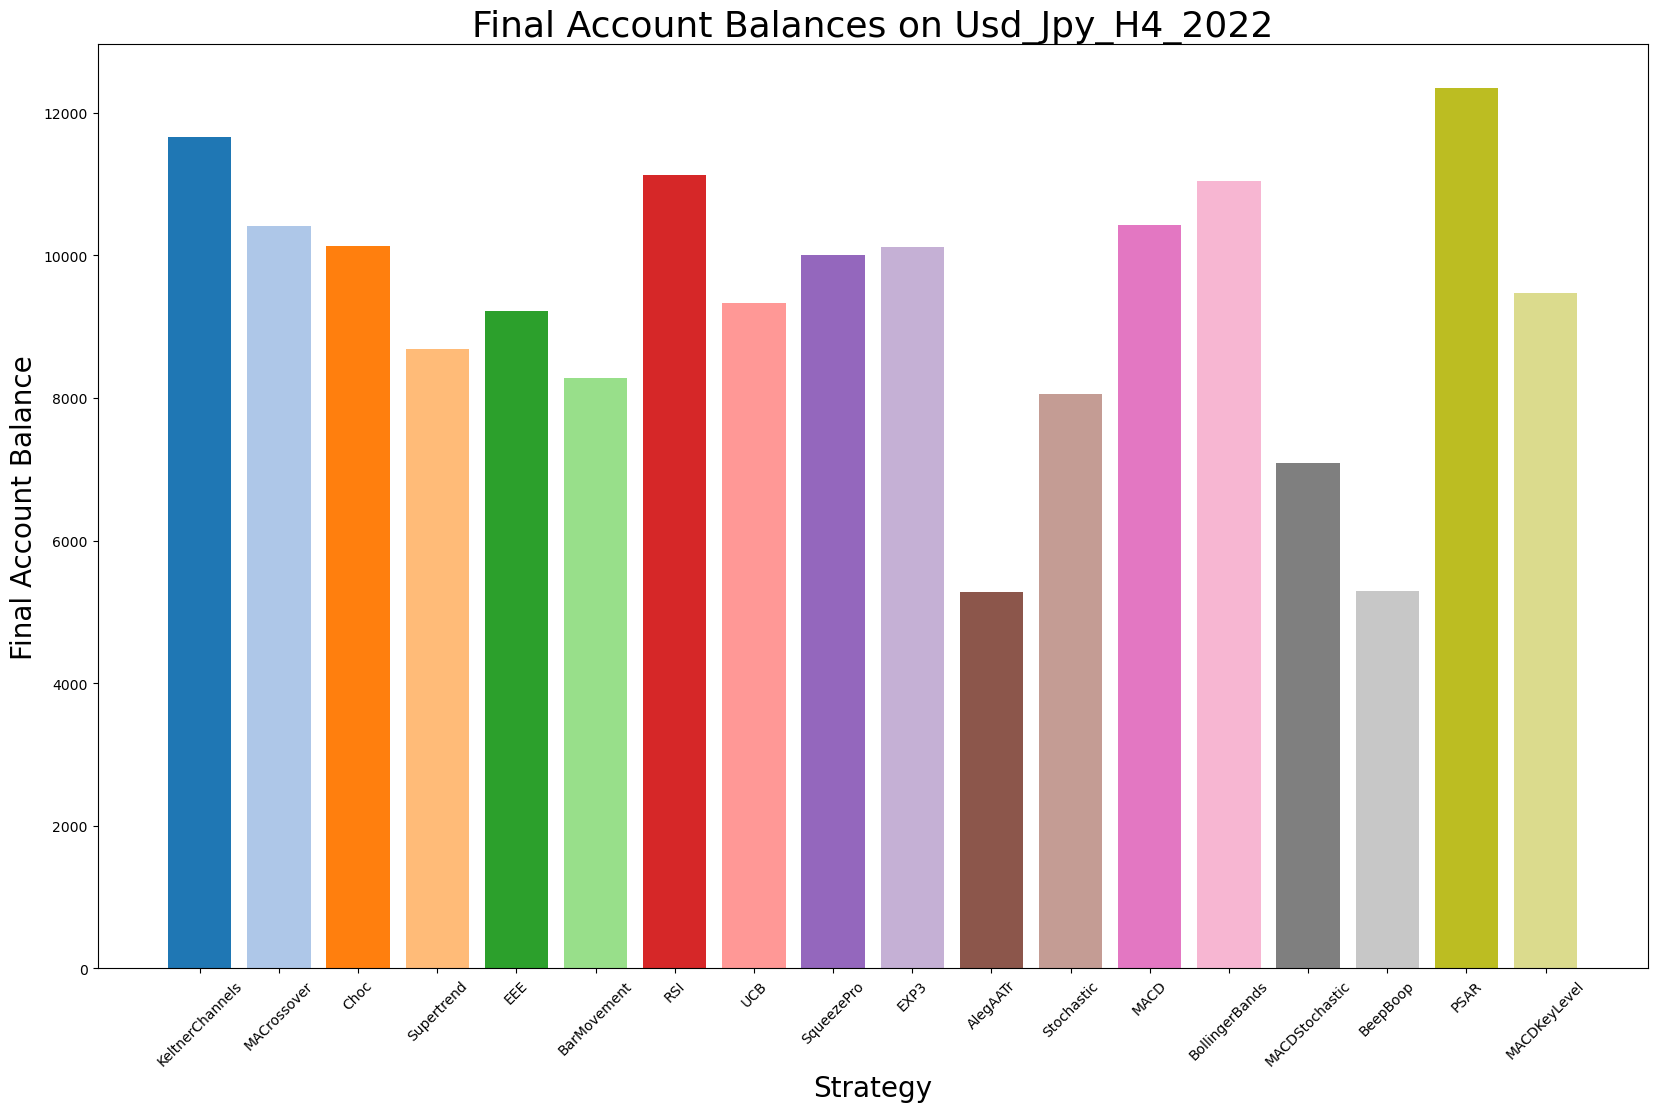 Final Account Balances on Usd_Jpy_H4_2022
Final Account Balance
12000
10000
8000
6000
4000
2000
0
KeltnerChannels
MACrossover
Choc
Supertrend
EEE
BarMovement
RSI
UCB
SqueezePro
EXP3
AlegAATr
Stochastic
MACD
BollingerBands
MACDStochastic
BeepBoop
PSAR
MACDKeyLevel
Strategy